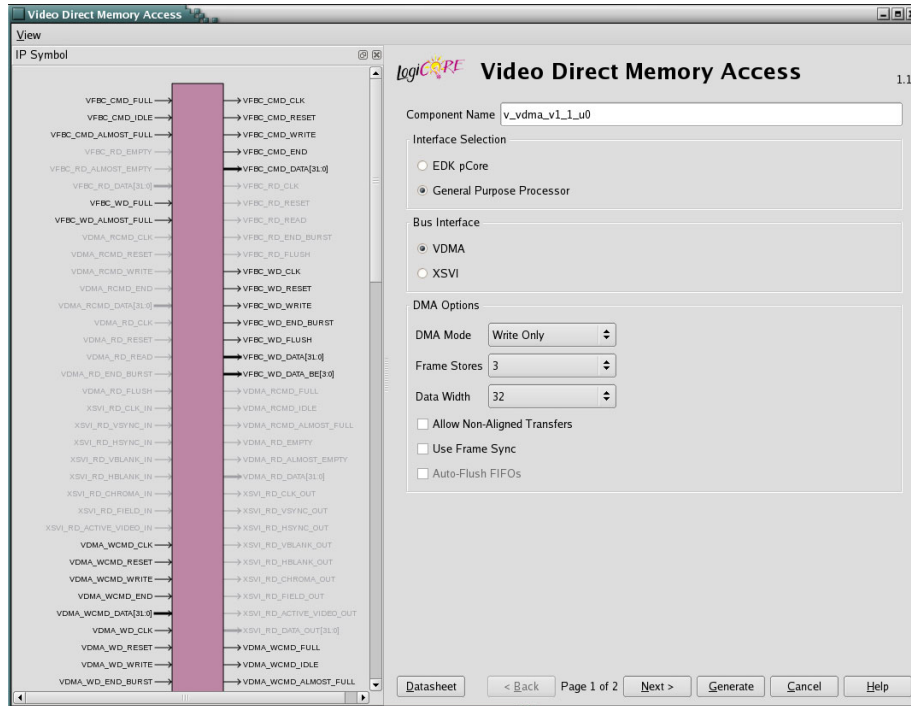 Video Direct Memory Access
View
IP Symbol
VFBC_CMD_FULL
VFBC_CMD_IDLE
VFBC_CMD_ALMOST_FULL
VFBC_RD_EMPTY
VFBC_RD_ALMOST_EMPTY
VFBC_RD_DATA[31:0]
VFBC_WD_FULL
VFBC_WD_ALMOST_FULL
VDMA_RCMD_CLK
VDMA_RCMD_RESET
VDMA_RCMD_WRITE
VDMA_RCMD_END
VDMA_RCMD_DATA[31:0]
VDMA_RD_CLK
VDMA_RD_RESET
VDMA_RD_READ
VDMA_RD_END_BURST
VDMA_RD_FLUSH
XSVI_RD_CLK_IN
XSVI_RD_VSYNC_IN
XSVI_RD_HSYNC_IN
XSVI_RD_VBLANK_IN
XSVI_RD_HBLANK_IN
XSVI_RD_CHROMA_IN
XSVI_RD_FIELD_IN
XSVI_RD_ACTIVE_VIDEO_IN
VDMA_WCMD_CLK
VDMA_WCMD_RESET
VDMA_WCMD_WRITE
VDMA_WCMD_END
VDMA_WCMD_DATA[31:0]
VDMA_WD_CLK
VDMA_WD_RESET
VDMA_WD_WRITE
VDMA_WD_END_BURST
VFBC_CMD_CLK
VFBC_CMD_RESET
VFBC_CMD_WRITE
VFBC_CMD_END
VFBC_CMD_DATA[31:0]
VFBC_RD_CLK
VFBC_RD_RESET
VFBC_RD_READ
VFBC_RD_END_BURST
VFBC_RD_FLUSH
VFBC_WD_CLK
VFBC_WD_RESET
VFBC_WD_WRITE
VFBC_WD_END_BURST
VFBC_WD_FLUSH
VFBC_WD_DATA[31:0]
VFBC_WD_DATA_BE[3:0]
VDMA_RCMD_FULL
VDMA_RCMD_IDLE
VDMA_RCMD_ALMOST_FULL
VDMA_RD_EMPTY
VDMA_RD_ALMOST_EMPTY
VDMA_RD_DATA[31:0]
XSVI_RD_CLK_OUT
XSVI_RD_VSYNC_OUT
XSVI_RD_HSYNC_OUT
XSVI_RD_VBLANK_OUT
XSVI_RD_HBLANK_OUT
XSVI_RD_CHROMA_OUT
XSVI_RD_FIELD_OUT
XSVI_RD_ACTIVE_VIDEO_OUT
XSVI_RD_DATA_OUT[31:0]
VDMA_WCMD_FULL
VDMA_WCMD_IDLE
VDMA_WCMD_ALMOST_FULL
LogiCORE Video Direct Memory Access 1.1
Component Name v_vdma_v1_1_u0
Interface Selection
EDK pCore
General Purpose Processor
Bus Interface
VDMA
XSVI
DMA Options
DMA Mode Write Only
Frame Stores 3
Data Width 32
Allow Non-Aligned Transfers
Use Frame Sync
Auto-Flush FIFOs
Datasheet < Back Page 1 of 2 Next > Generate Cancel Help